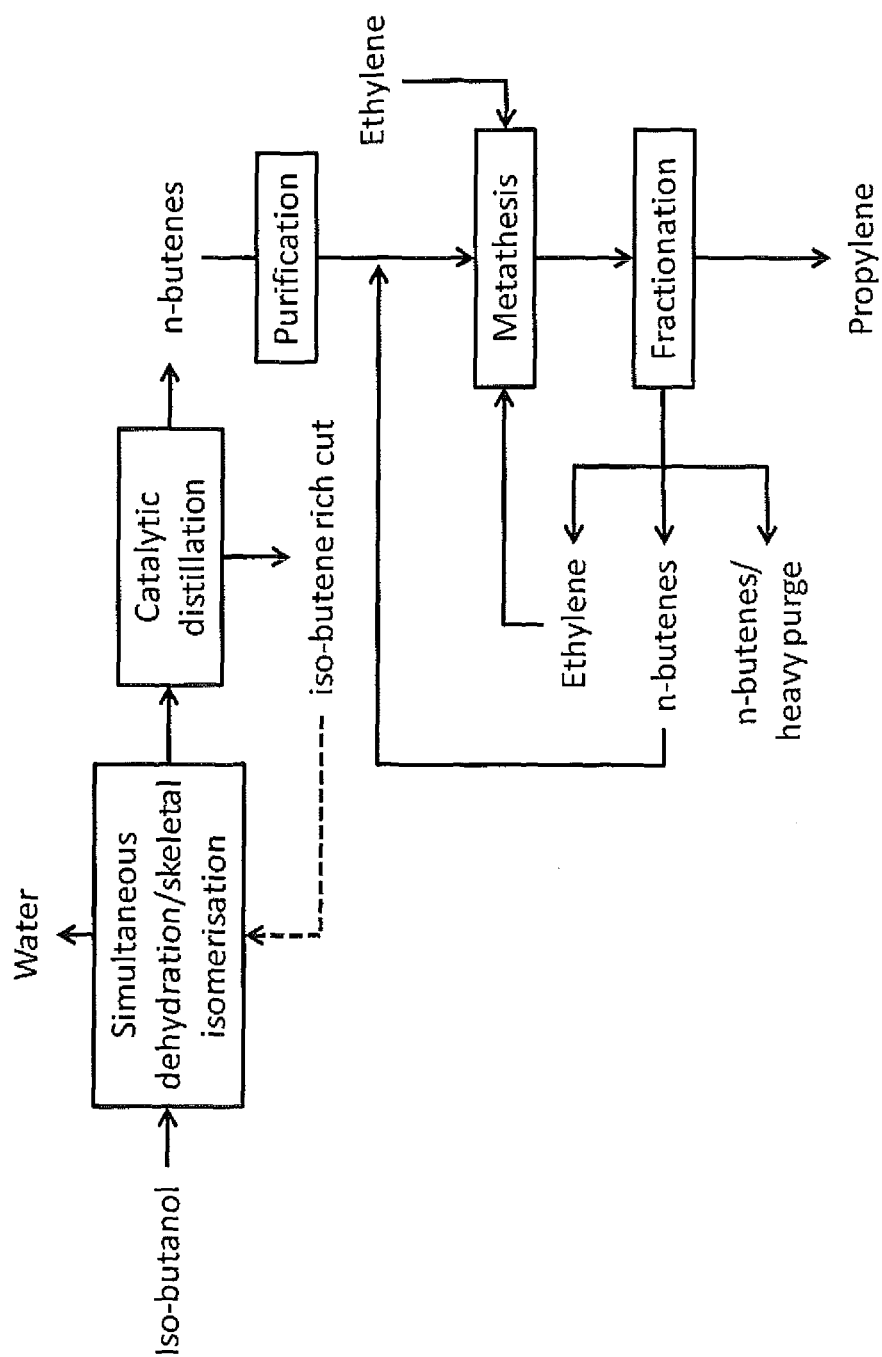 Water
Iso-butanol
Simultaneous
dehydration/skeletal
isomerisation
Catalytic
distillation
n-butenes
iso-butene rich cut
Purification
Ethylene
Metathesis
Fractionation
Ethylene
n-butenes
n-butenes/
heavy purge
Propylene